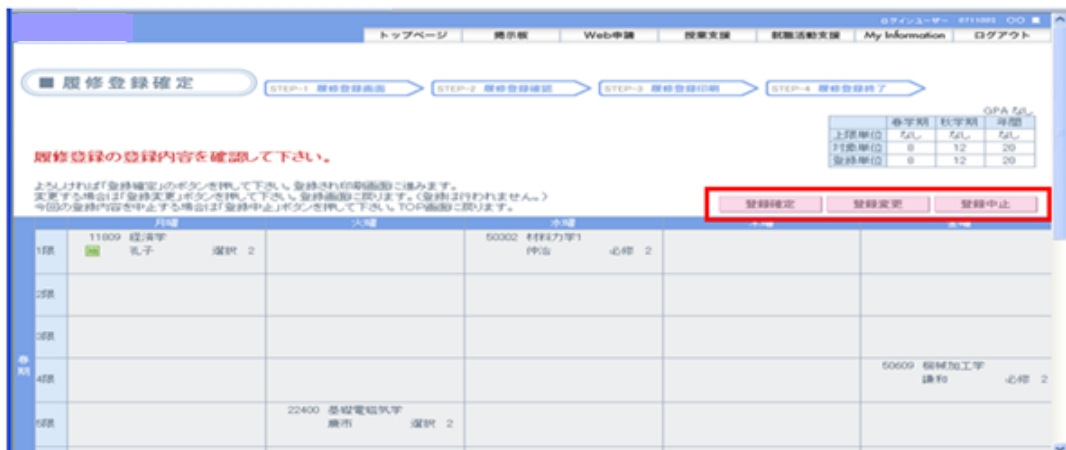 ログインユーザー 0711003 〇〇 ■
トップページ 掲示板 Web申請 授業支援 就職活動支援 My Information ログアウト
■ 履修登録確定
STEP-1 履修登録画面 STEP-2 履修登録確認 STEP-3 履修登録印刷 STEP-4 履修登録終了
GPA なし
春学期 秋学期 年間
上限単位 なし なし なし
対象単位 8 12 20
登録単位 8 12 20
履修登録の登録内容を確認して下さい。
よろしければ「登録確定」のボタンを押して下さい。登録され印刷画面に進みます。
変更する場合は「登録変更」ボタンを押して下さい。登録画面に戻ります。(登録は行われません。)
今回の登録内容を中止する場合は「登録中止」ボタンを押して下さい。TOP画面に戻ります。
登録確定 登録変更 登録中止
月曜 火曜 水曜 木曜 金曜
春期
1限
11809 経済学
礼子 選択 2
50302 材料力学1
伸治 必修 2
2限
3限
4限
50609 機械加工学
謙和 必修 2
5限
22400 基礎電磁気学
廣市 選択 2